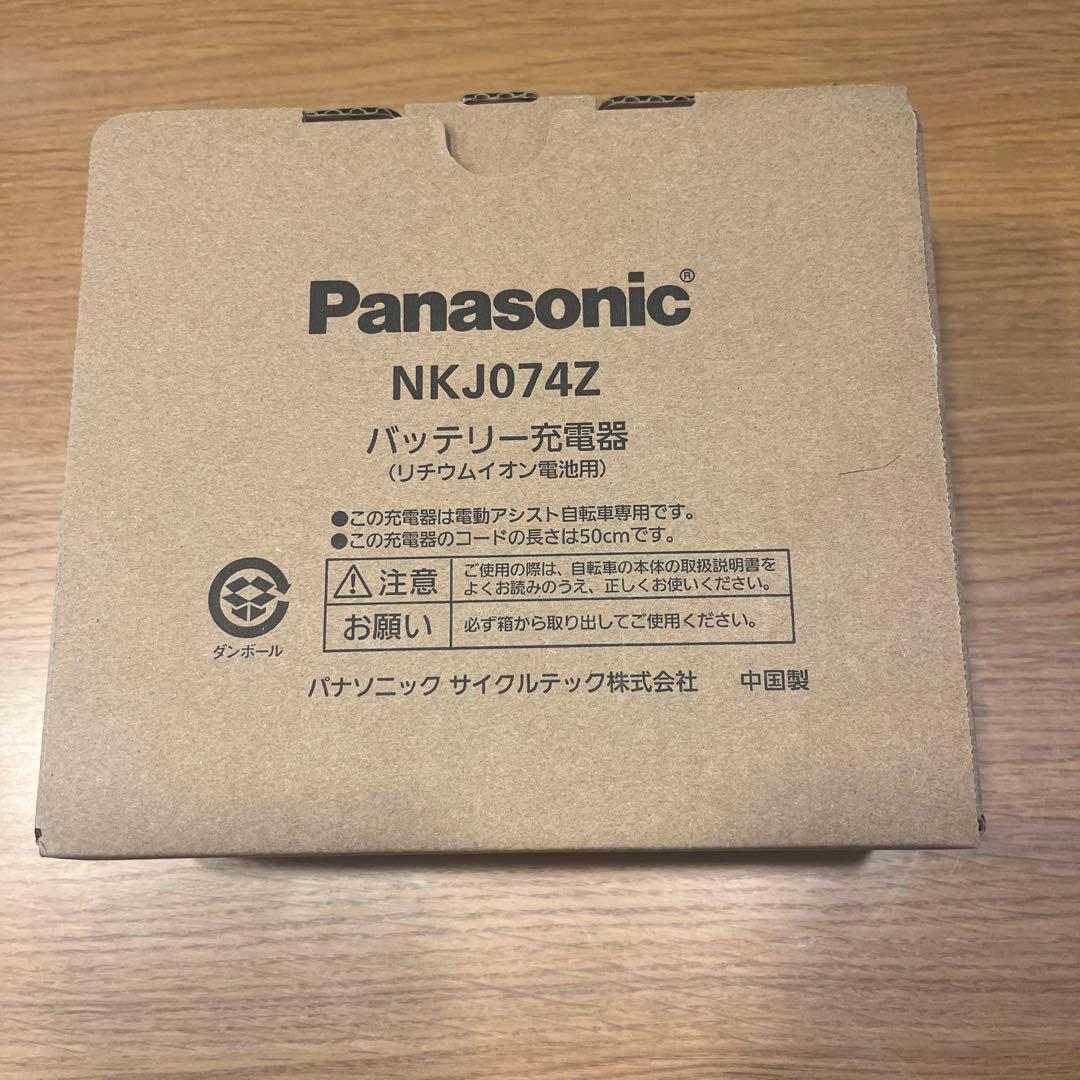 Panasonic®
NKJ074Z
バッテリー充電器
(リチウムイオン電池用)
●この充電器は電動アシスト自転車専用です。
●この充電器のコードの長さは50cmです。
注意 ご使用の際は、自転車の本体の取扱説明書を
よくお読みのうえ、正しくお使いください。
お願い 必ず箱から取り出してご使用ください。
ダンボール
パナソニック サイクルテック株式会社 中国製